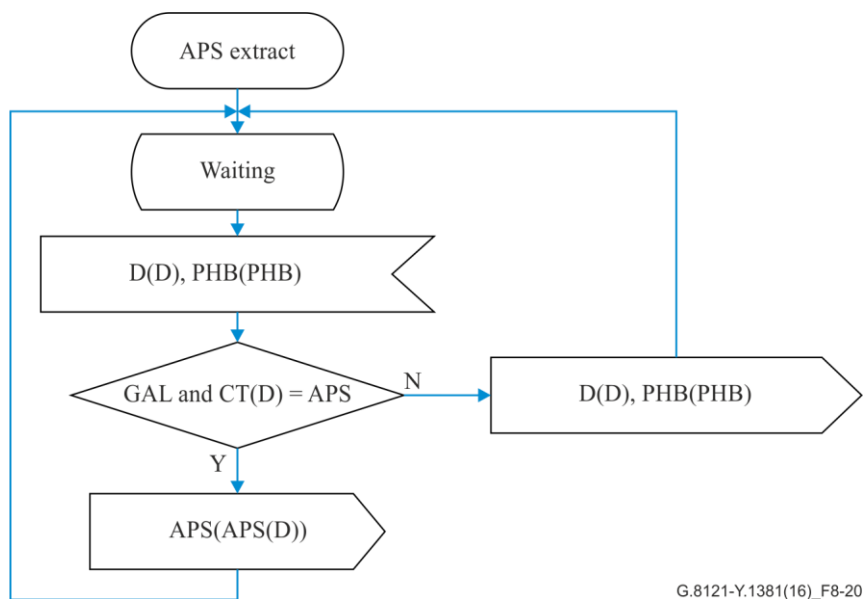 APS extract
Waiting
D(D), PHB(PHB)
GAL and CT(D) = APS
N
D(D), PHB(PHB)
Y
APS(APS(D))
G.8121-Y.1381(16)_F8-20